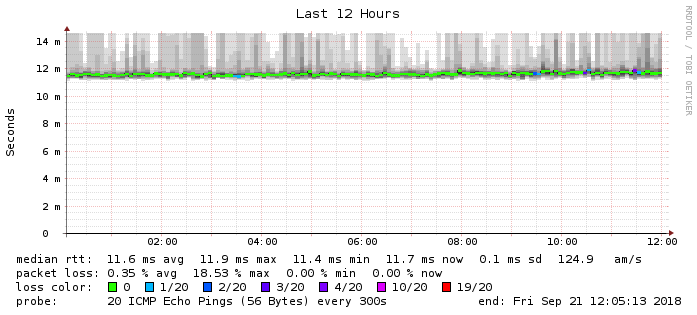 Last 12 Hours
RRDTOOL / TOBI OETIKER
Seconds
14 m
12 m
10 m
8 m
6 m
4 m
2 m
0
02:00 04:00 06:00 08:00 10:00 12:00
median rtt: 11.6 ms avg 11.9 ms max 11.4 ms min 11.7 ms now 0.1 ms sd 124.9 am/s
packet loss: 0.35 % avg 18.53 % max 0.00 % min 0.00 % now
loss color: 0 1/20 2/20 3/20 4/20 10/20 19/20
probe: 20 ICMP Echo Pings (56 Bytes) every 300s end: Fri Sep 21 12:05:13 2018